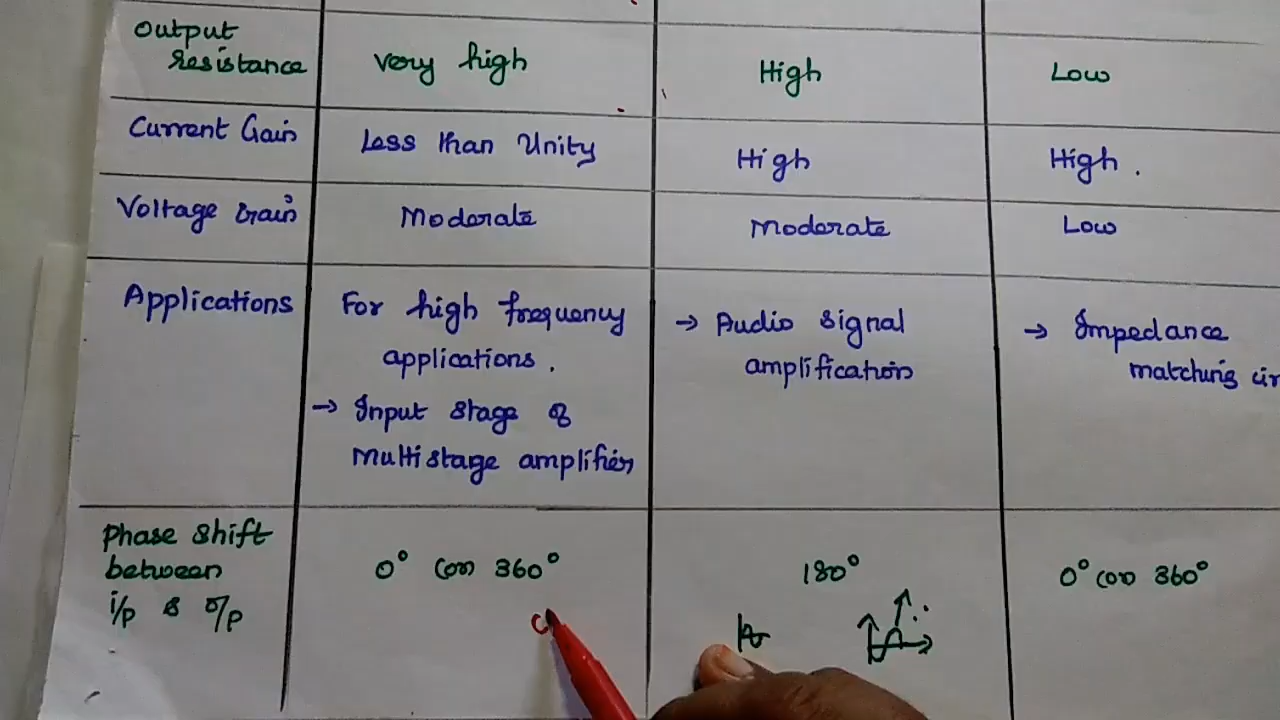 Output
resistance
Very high
High
Low
Current Gain
Less than Unity
High
High.
Voltage Gain
Moderate
Moderate
Low
Applications
For high frequency
applications.
→ Input stage of
multistage amplifier
→ Audio signal
amplification
→ Impedance
matching cir
Phase shift
between
i/p & o/p
0° (or) 360°
180°
0° (or) 360°